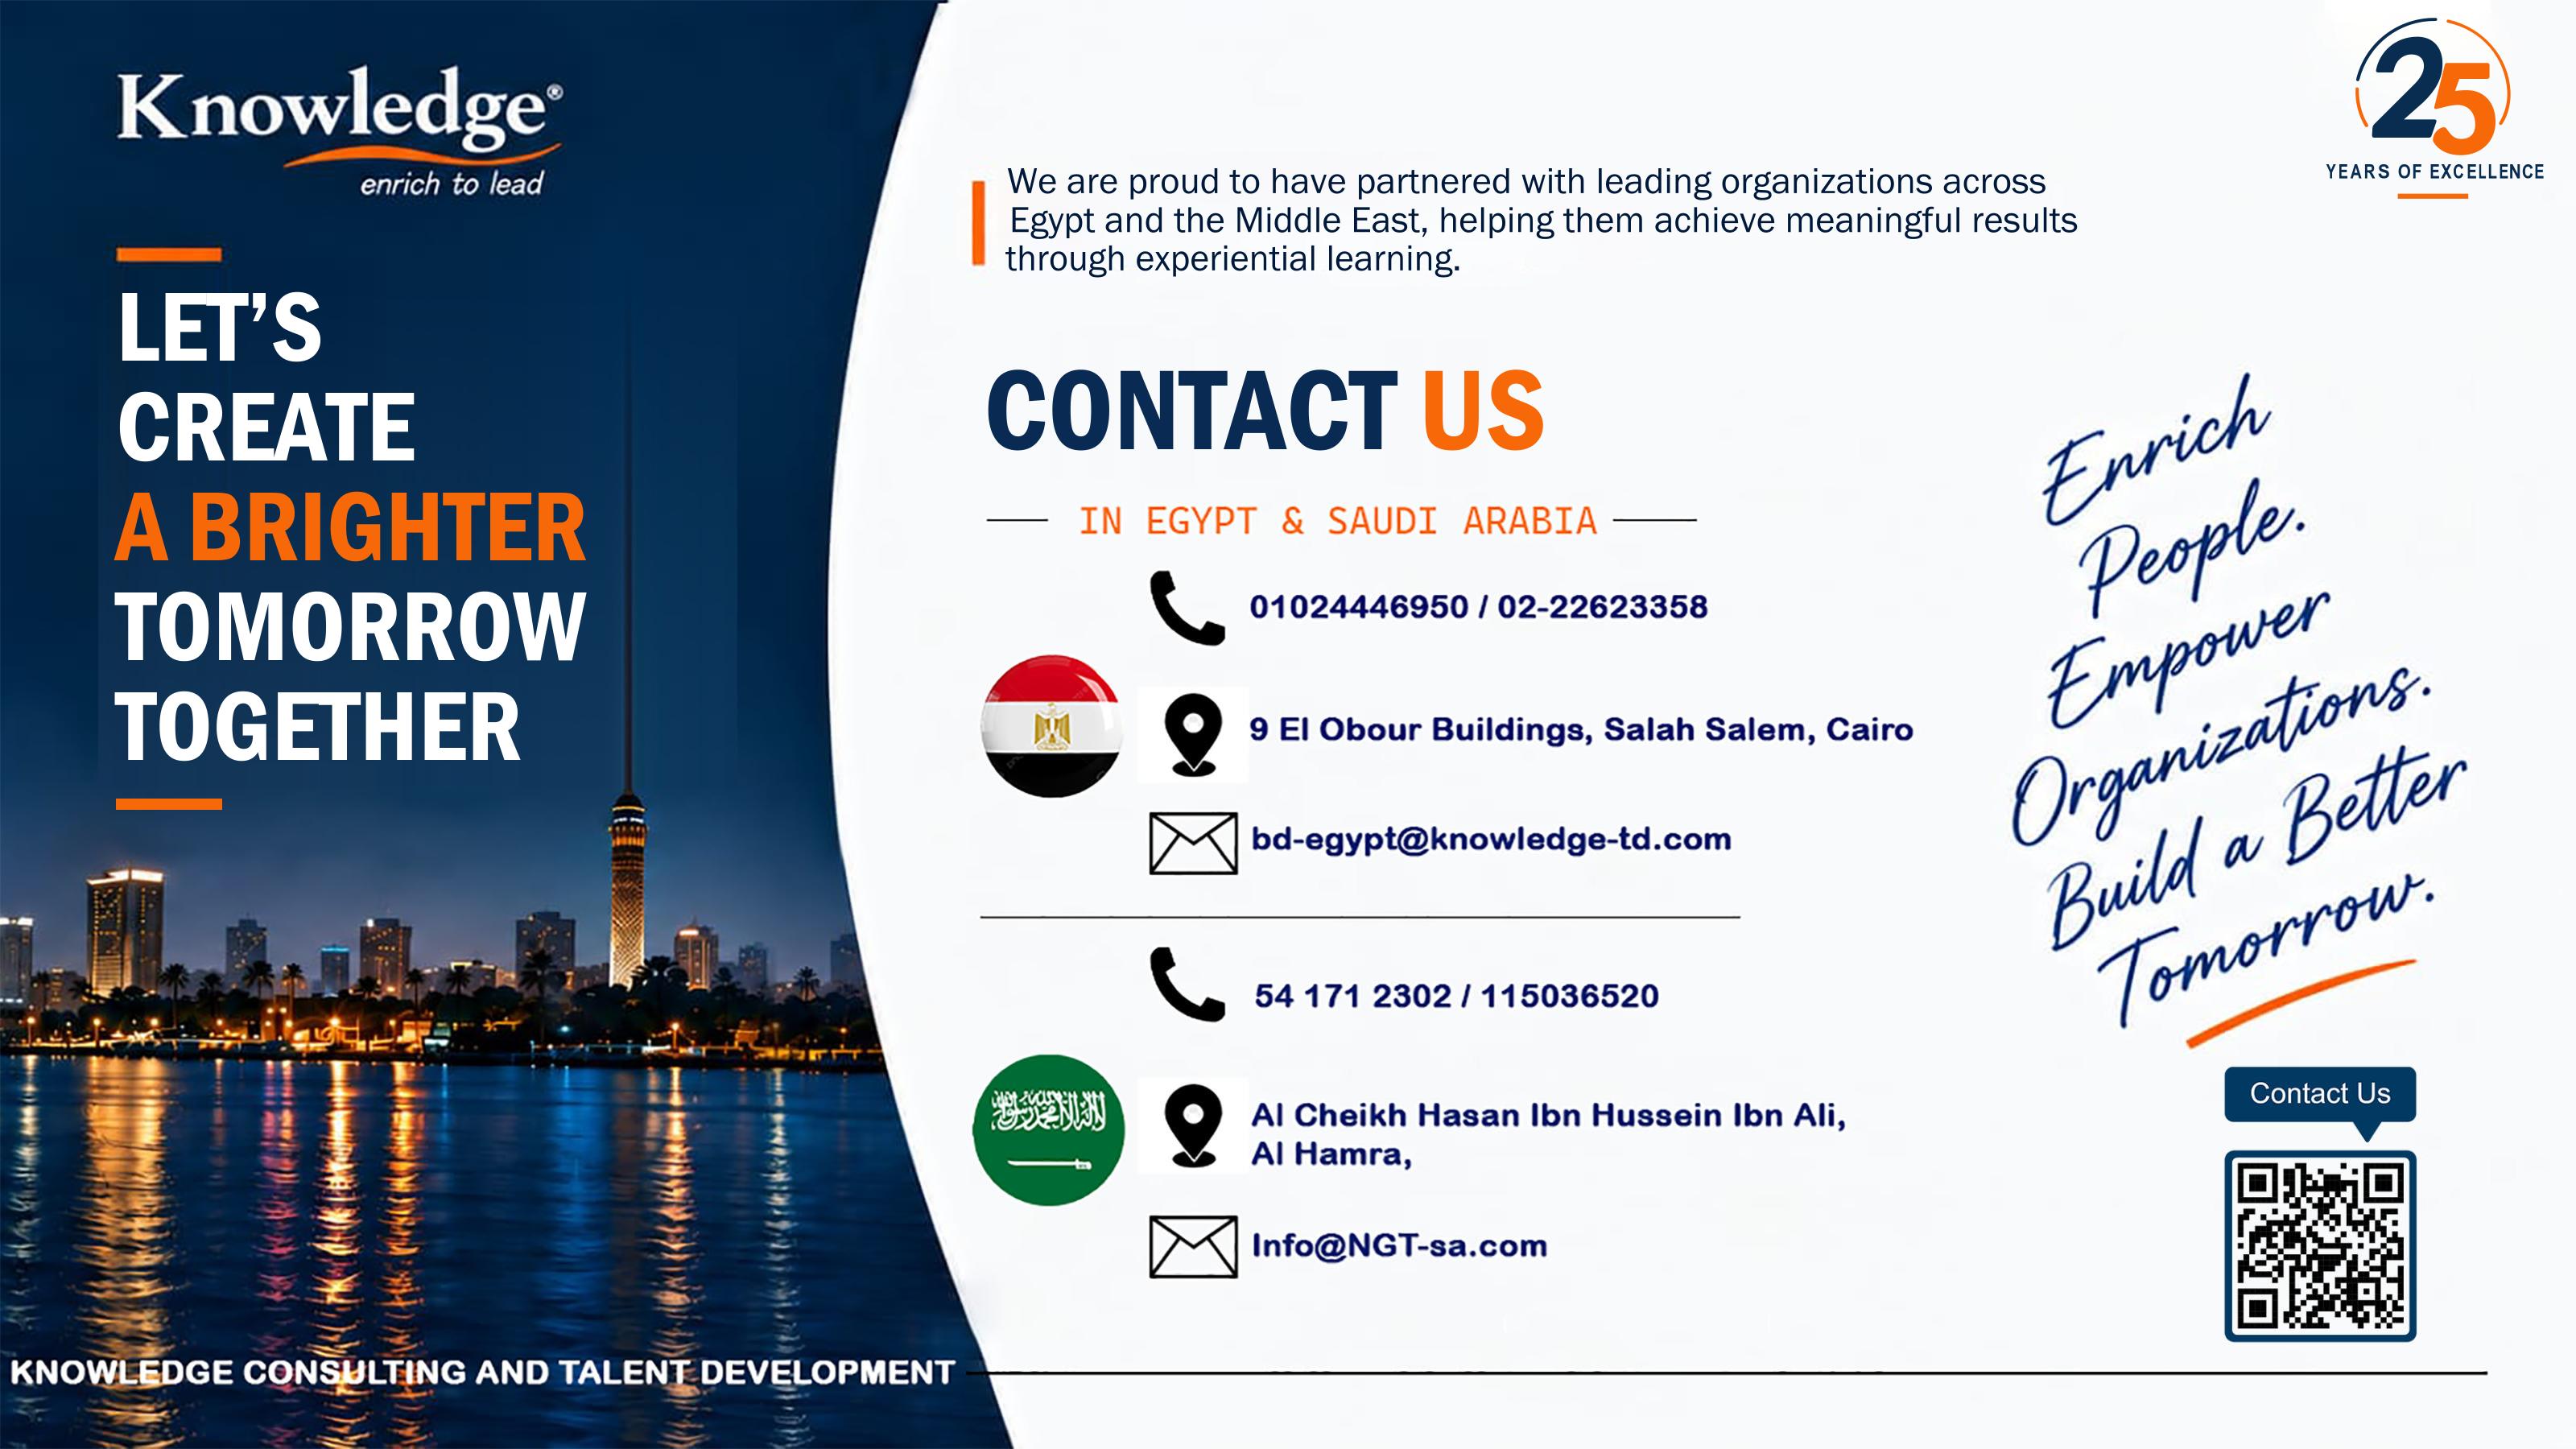 Knowledge®
enrich to lead
LET’S
CREATE
A BRIGHTER
TOMORROW
TOGETHER
KNOWLEDGE CONSULTING AND TALENT DEVELOPMENT
25
YEARS OF EXCELLENCE
We are proud to have partnered with leading organizations across
Egypt and the Middle East, helping them achieve meaningful results
through experiential learning.
CONTACT US
IN EGYPT & SAUDI ARABIA
01024446950 / 02-22623358
9 El Obour Buildings, Salah Salem, Cairo
bd-egypt@knowledge-td.com
54 171 2302 / 115036520
Al Cheikh Hasan Ibn Hussein Ibn Ali,
Al Hamra,
Info@NGT-sa.com
Enrich
People.
Empower
Organizations.
Build a Better
Tomorrow.
Contact Us